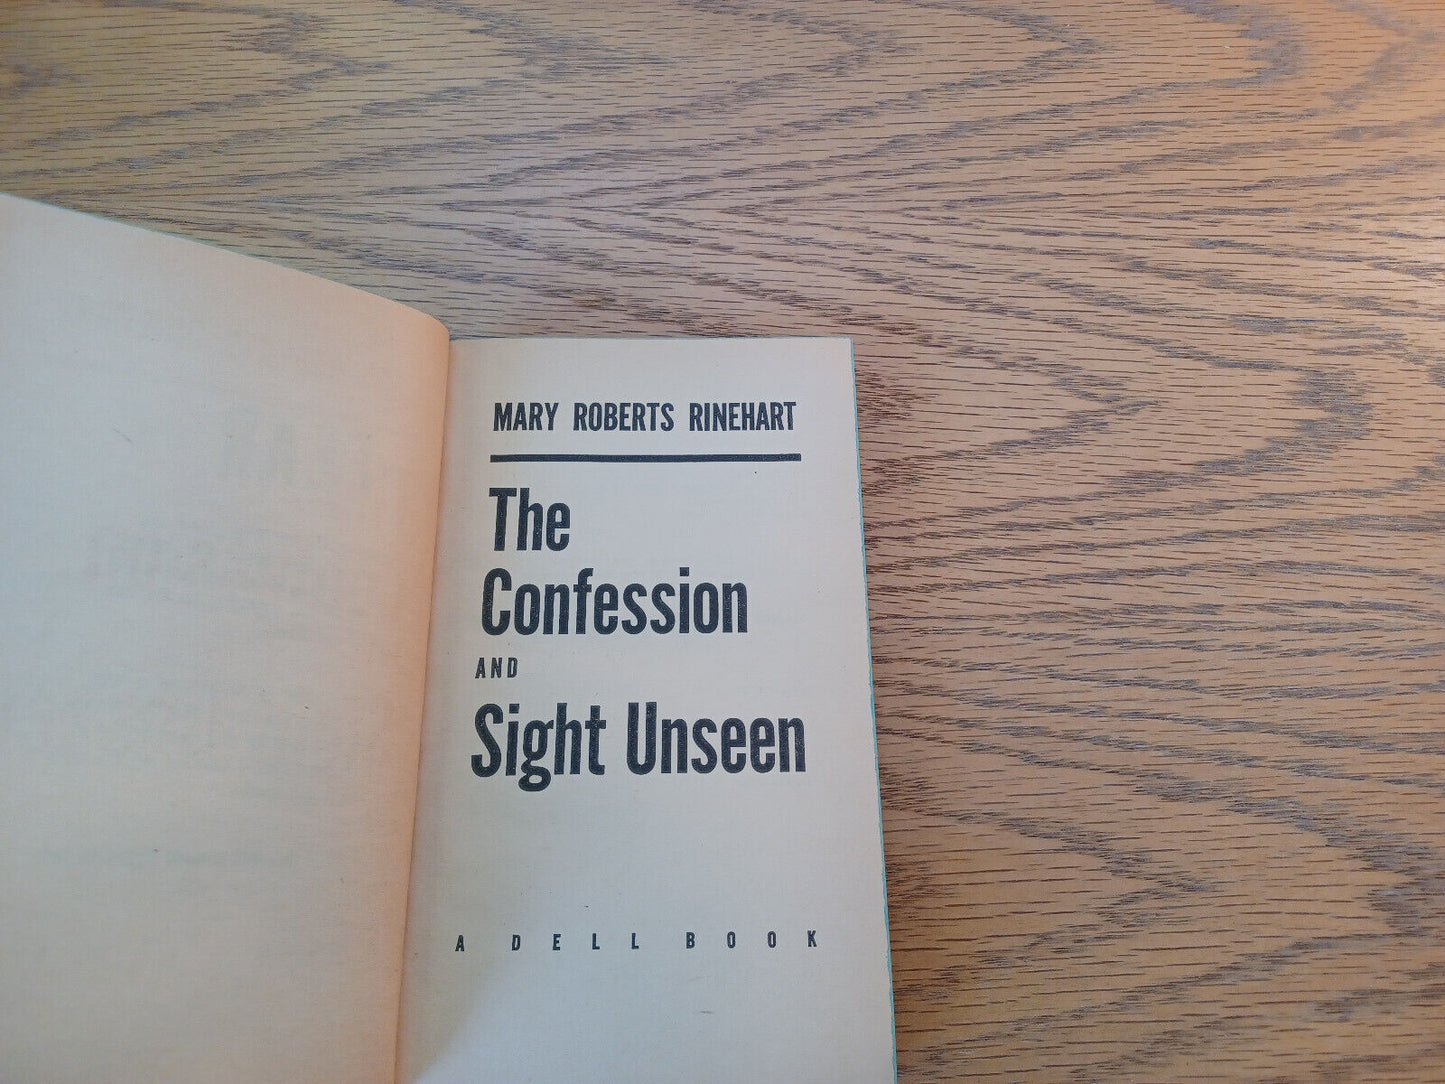 MARY ROBERTS RINEHART
The
Confession
AND
Sight Unseen
A DELL BOOK